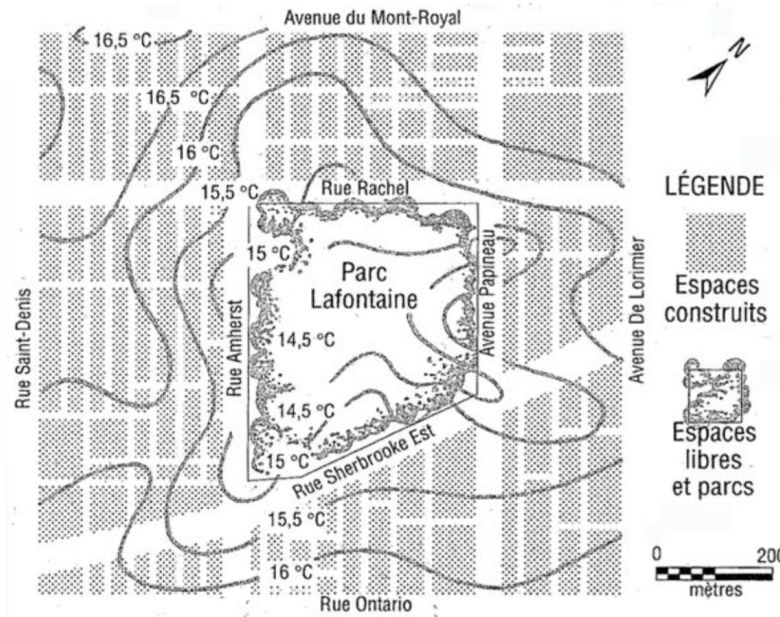 Avenue du Mont-Royal
16,5 °C
16,5 °C
16 °C
15,5 °C
Rue Rachel
15 °C
Parc
Lafontaine
14,5 °C
14,5 °C
15 °C
15,5 °C
16 °C
Rue Saint-Denis
Rue Amherst
Avenue Papineau
Avenue De Lorimier
Rue Sherbrooke Est
Rue Ontario
N
LÉGENDE
Espaces
construits
Espaces
libres
et parcs
0
200
mètres